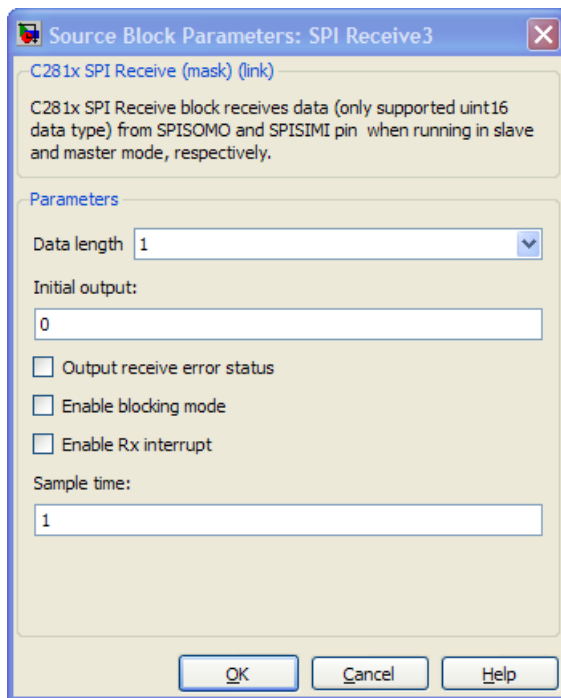 Source Block Parameters: SPI Receive3
C281x SPI Receive (mask) (link)
C281x SPI Receive block receives data (only supported uint16
data type) from SPISOMO and SPISIMI pin when running in slave
and master mode, respectively.
Parameters
Data length 1
Initial output:
0
Output receive error status
Enable blocking mode
Enable Rx interrupt
Sample time:
1
OK Cancel Help